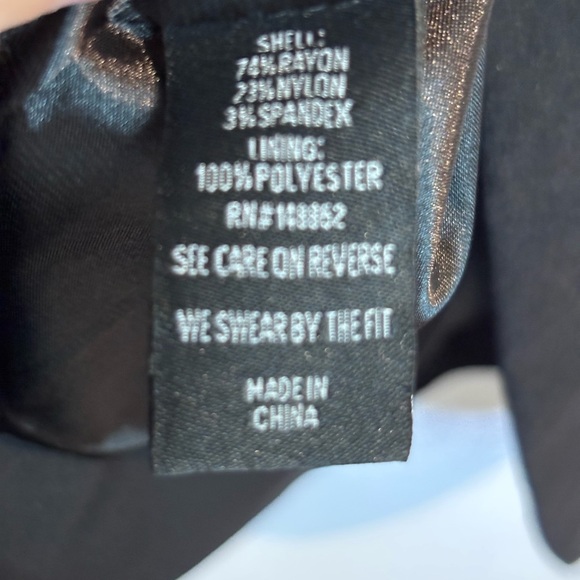 SHELL:
74% RAYON
23% NYLON
3% SPANDEX
LINING:
100% POLYESTER
SEE CARE ON REVERSE
WE SWEAR BY THE FIT
MADE IN
CHINA